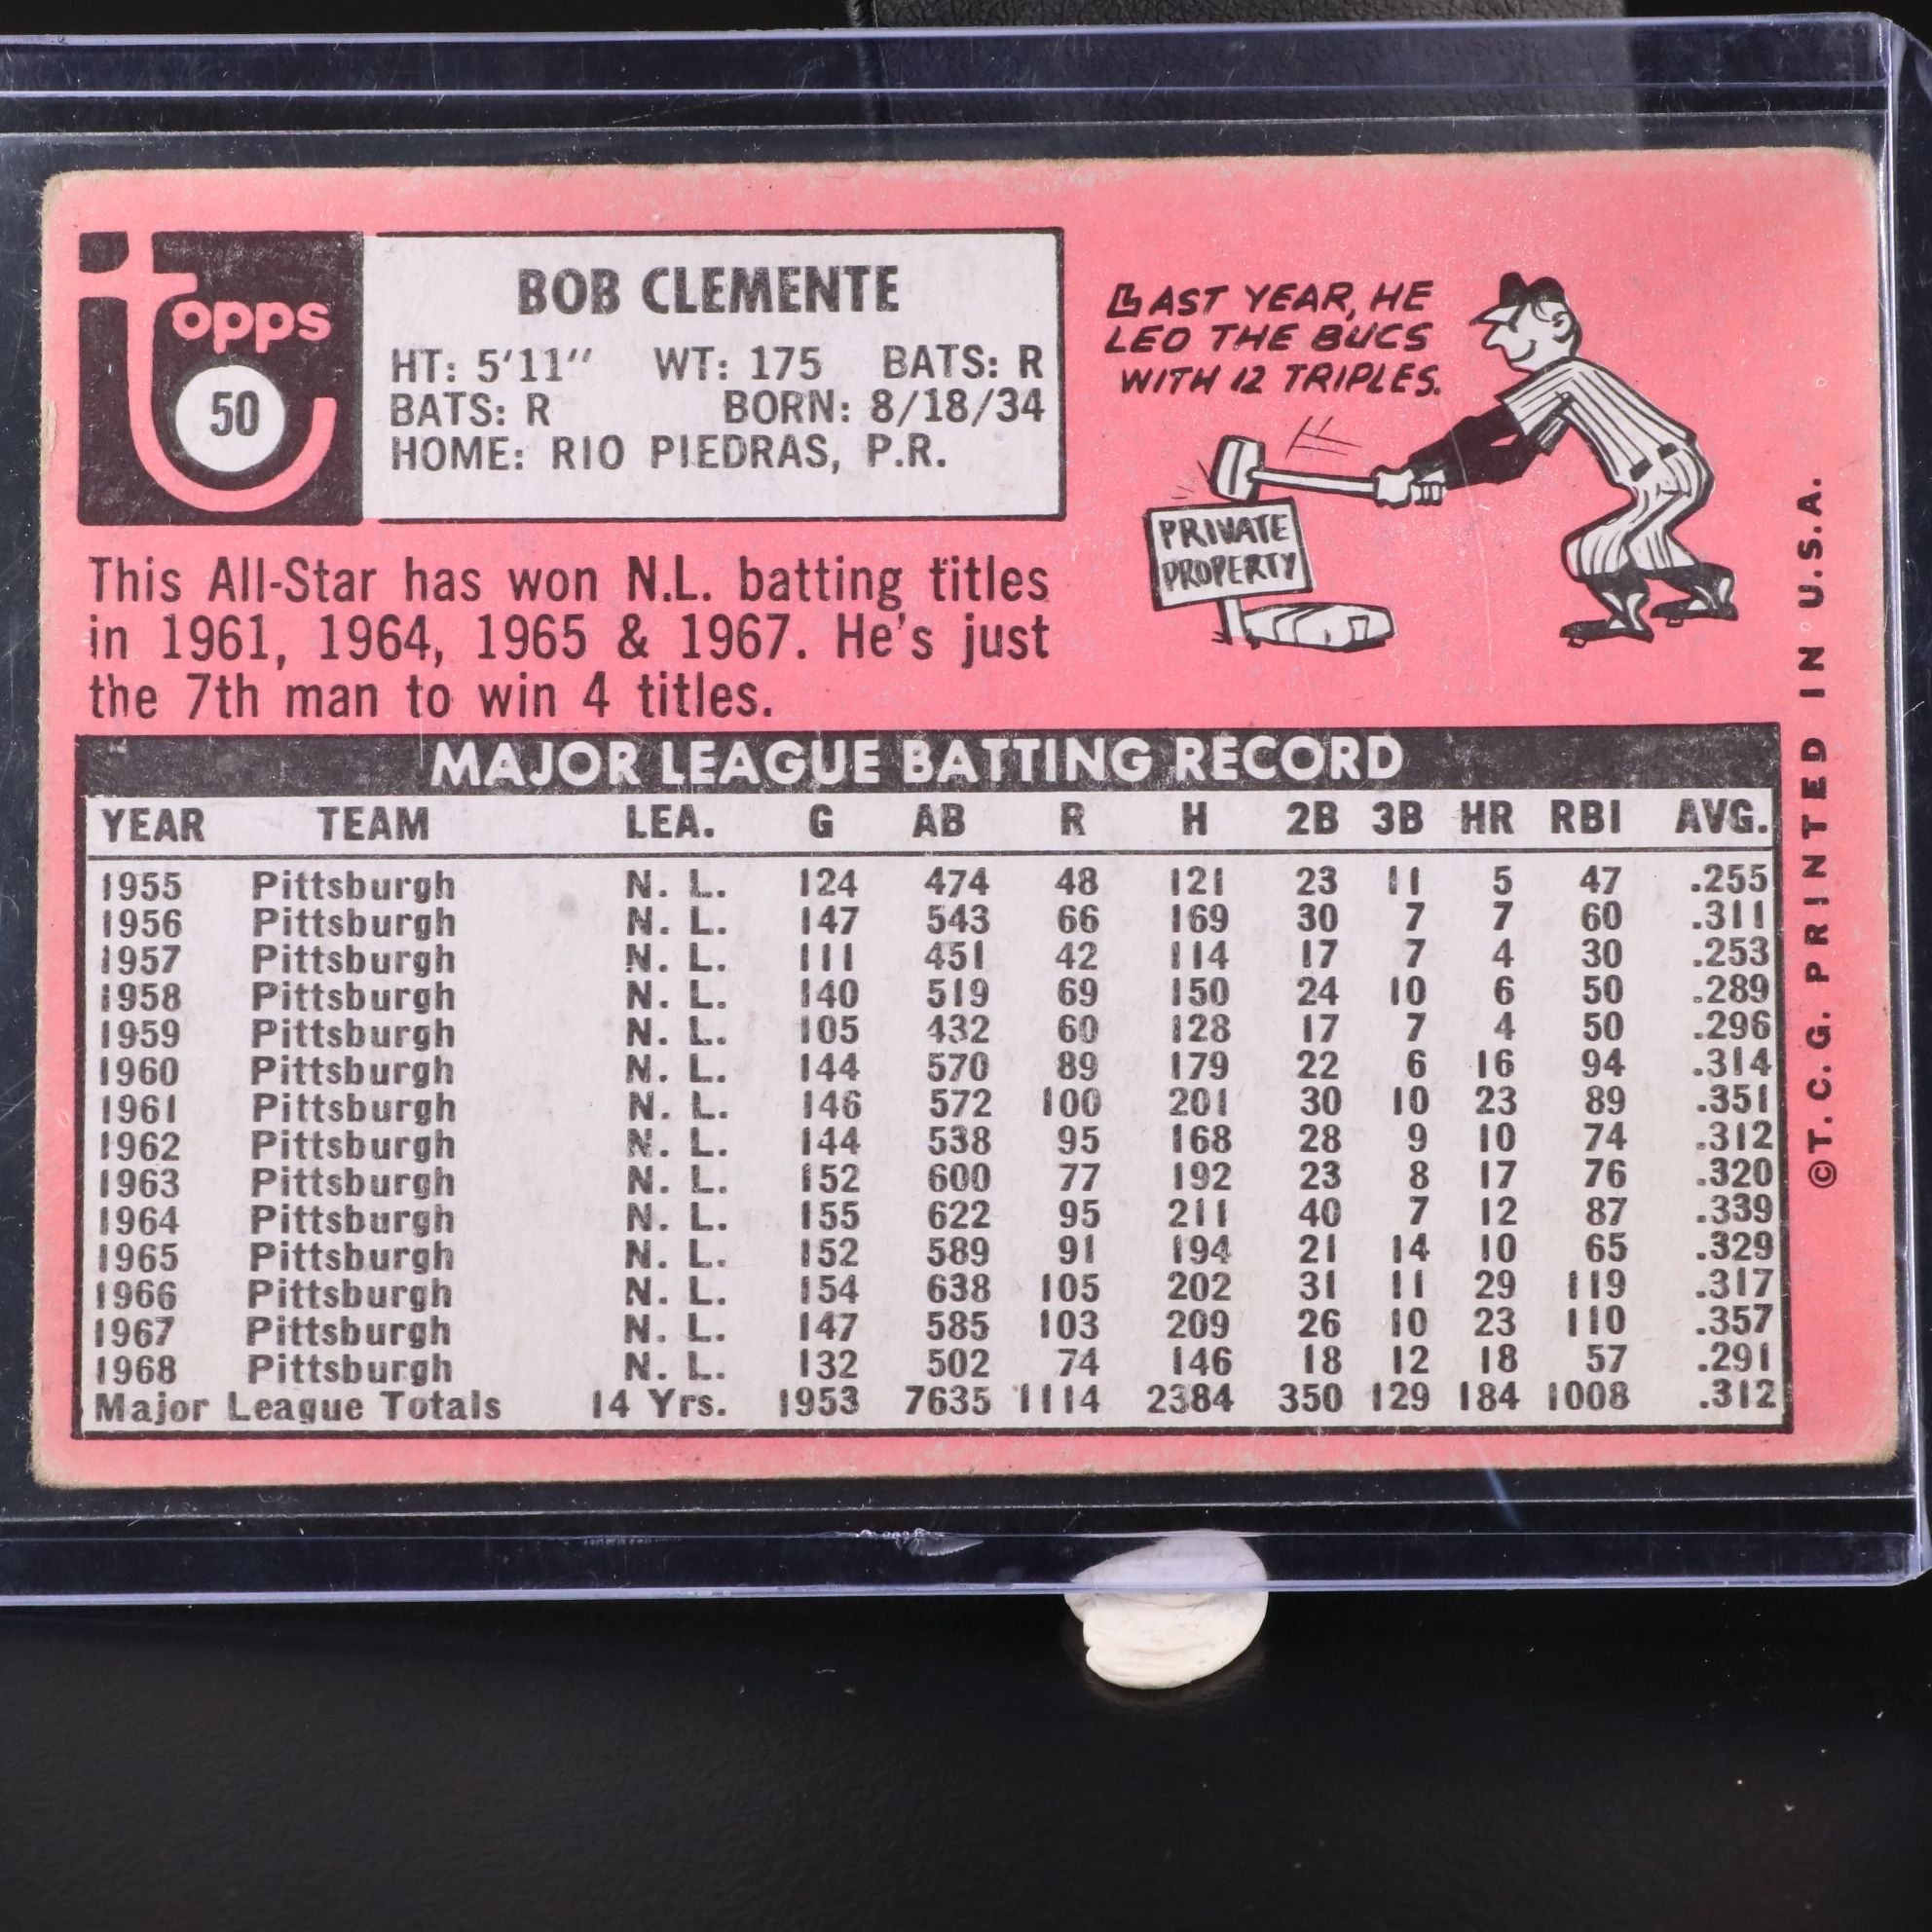 Topps
50
BOB CLEMENTE
HT: 5'11" WT: 175 BATS: R
BATS: R BORN: 8/18/34
HOME: RIO PIEDRAS, P.R.
LAST YEAR, HE
LED THE BUCS
WITH 12 TRIPLES.
PRIVATE
PROPERTY
This All-Star has won N.L. batting titles
in 1961, 1964, 1965 & 1967. He's just
the 7th man to win 4 titles.
MAJOR LEAGUE BATTING RECORD
YEAR TEAM LEA. G AB R H 2B 3B HR RBI AVG.
1955 Pittsburgh N. L. 124 474 48 121 23 11 5 47 .255
1956 Pittsburgh N. L. 147 543 66 169 30 7 7 60 .311
1957 Pittsburgh N. L. 111 451 42 114 17 7 4 30 .253
1958 Pittsburgh N. L. 140 519 69 150 24 10 6 50 .289
1959 Pittsburgh N. L. 105 432 60 128 17 7 4 50 .296
1960 Pittsburgh N. L. 144 570 89 179 22 6 16 94 .314
1961 Pittsburgh N. L. 146 572 100 201 30 10 23 89 .351
1962 Pittsburgh N. L. 144 538 95 168 28 9 10 74 .312
1963 Pittsburgh N. L. 152 600 77 192 23 8 17 76 .320
1964 Pittsburgh N. L. 155 622 95 211 40 7 12 87 .339
1965 Pittsburgh N. L. 152 589 91 194 21 14 10 65 .329
1966 Pittsburgh N. L. 154 638 105 202 31 11 29 119 .317
1967 Pittsburgh N. L. 147 585 103 209 26 10 23 110 .357
1968 Pittsburgh N. L. 132 502 74 146 18 12 18 57 .291
Major League Totals 14 Yrs. 1953 7635 1114 2384 350 129 184 1008 .312
©T. C. G. PRINTED IN U.S.A.